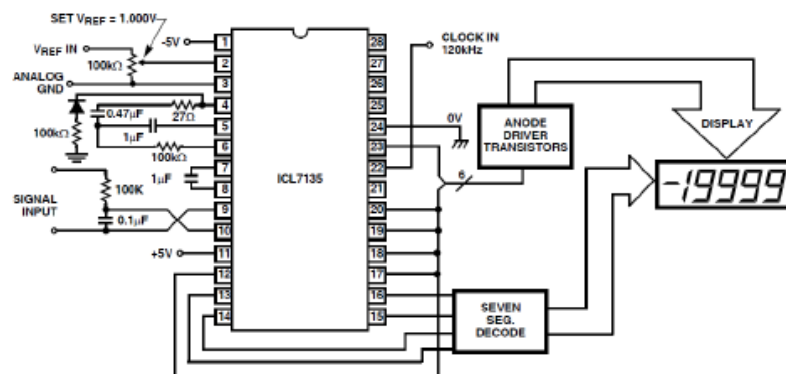 SET VREF = 1.000V
VREF IN
100kΩ
ANALOG
GND
-5V
0.47µF
27Ω
100kΩ
1µF
100kΩ
1µF
SIGNAL
INPUT
100K
0.1µF
+5V
1
2
3
4
5
6
7
8
9
10
11
12
13
14
ICL7135
28
27
26
25
24
23
22
21
20
19
18
17
16
15
CLOCK IN
120kHz
0V
6
ANODE
DRIVER
TRANSISTORS
DISPLAY
-19999
SEVEN
SEG.
DECODE